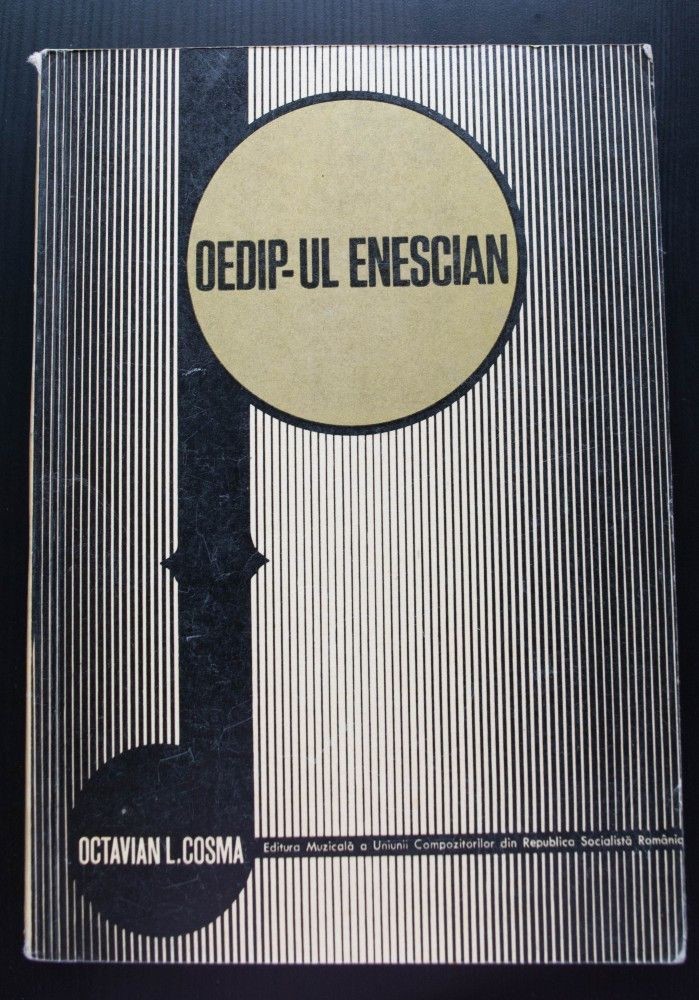 OEDIP-UL ENESCIAN
OCTAVIAN L. COSMA
Editura Muzicală a Uniunii Compozitorilor din Republica Socialistă România